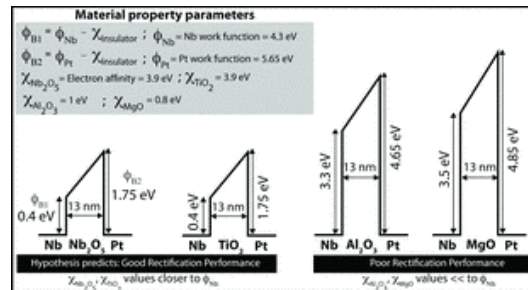 Material property parameters
ϕB1 = ϕNb − χinsulator ; ϕNb= Nb work function = 4.3 eV
ϕB2 = ϕPt − χinsulator ; ϕPt= Pt work function = 5.65 eV
χNb2O5= Electron affinity = 3.9 eV ; χTiO2 = 3.9 eV
χAl2O3= 1 eV ; χMgO= 0.8 eV
ϕB1
0.4 eV
13 nm
ϕB2
1.75 eV
Nb Nb2O5 Pt
0.4 eV
13 nm
1.75 eV
Nb TiO2 Pt
3.3 eV
13 nm
4.65 eV
Nb Al2O3 Pt
3.5 eV
13 nm
4.85 eV
Nb MgO Pt
Hypothesis predicts: Good Rectification Performance
Poor Rectification Performance
χNb2O5, χTiO2 values closer to ϕNb
χAl2O3, χMgO values << to ϕNb